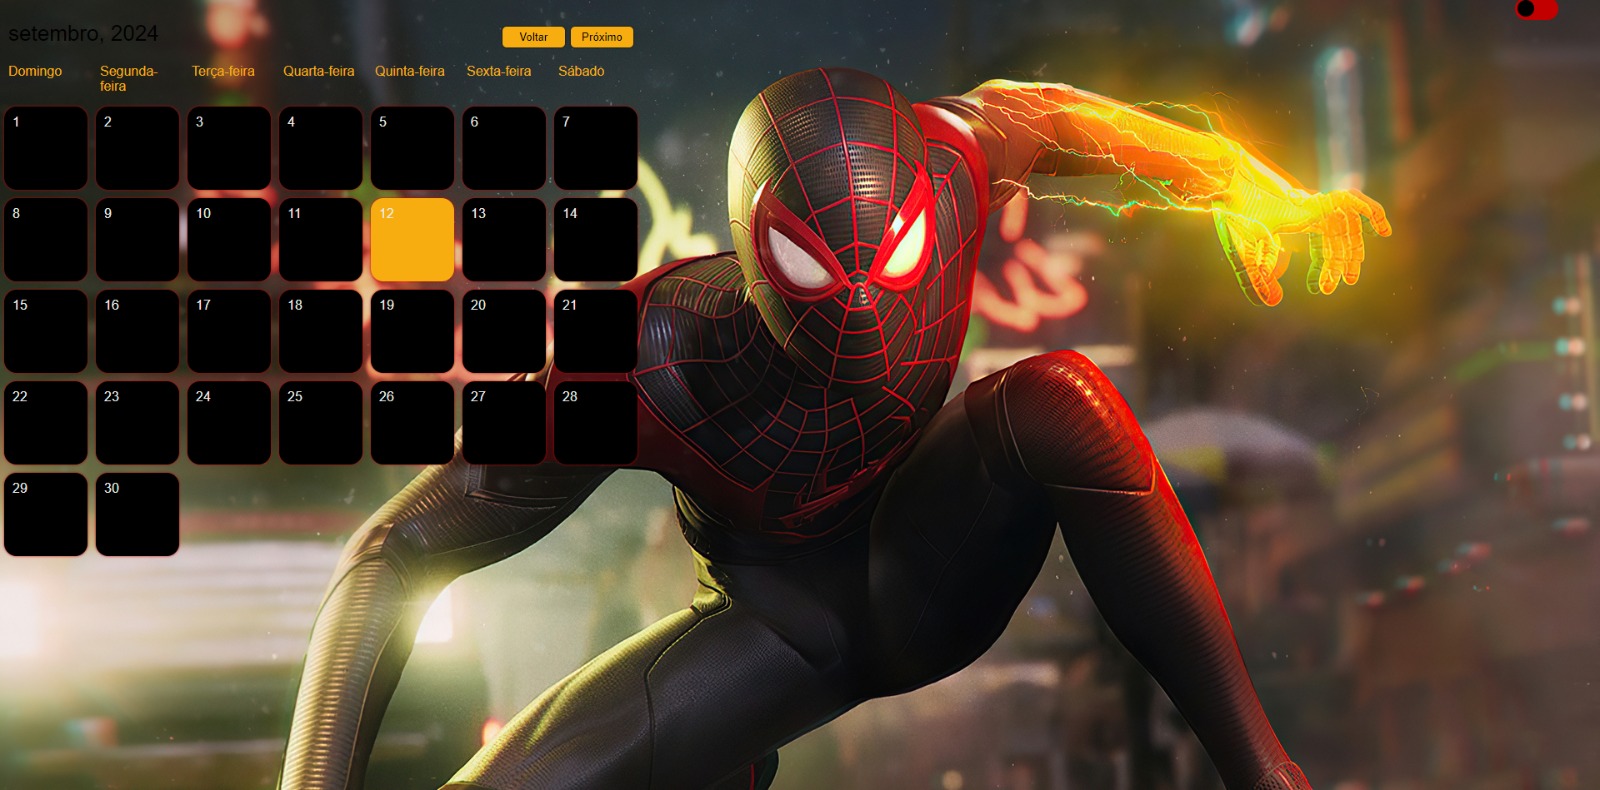 setembro, 2024
Voltar Próximo
Domingo Segunda-feira Terça-feira Quarta-feira Quinta-feira Sexta-feira Sábado
1 2 3 4 5 6 7
8 9 10 11 12 13 14
15 16 17 18 19 20 21
22 23 24 25 26 27 28
29 30